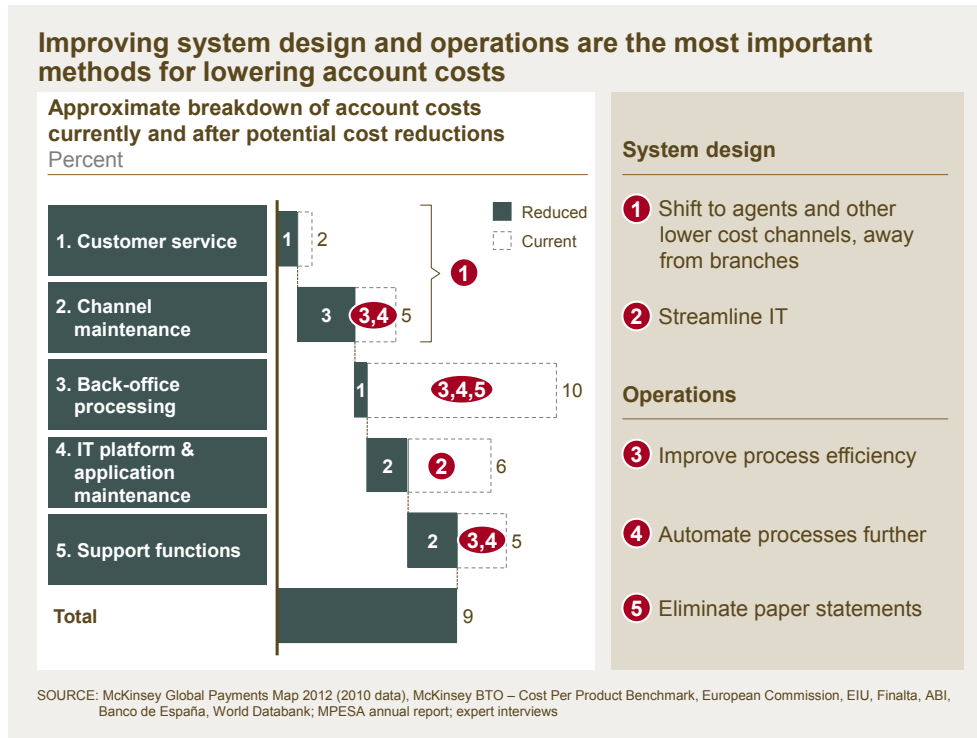 Improving system design and operations are the most important
methods for lowering account costs
Approximate breakdown of account costs
currently and after potential cost reductions
Percent
Reduced
Current
1. Customer service
1
2
1
2. Channel
maintenance
3
3,4
5
3. Back-office
processing
1
3,4,5
10
4. IT platform &
application
maintenance
2
2
6
5. Support functions
2
3,4
5
Total
9
System design
1 Shift to agents and other
lower cost channels, away
from branches
2 Streamline IT
Operations
3 Improve process efficiency
4 Automate processes further
5 Eliminate paper statements
SOURCE: McKinsey Global Payments Map 2012 (2010 data), McKinsey BTO – Cost Per Product Benchmark, European Commission, EIU, Finalta, ABI,
Banco de España, World Databank; MPESA annual report; expert interviews